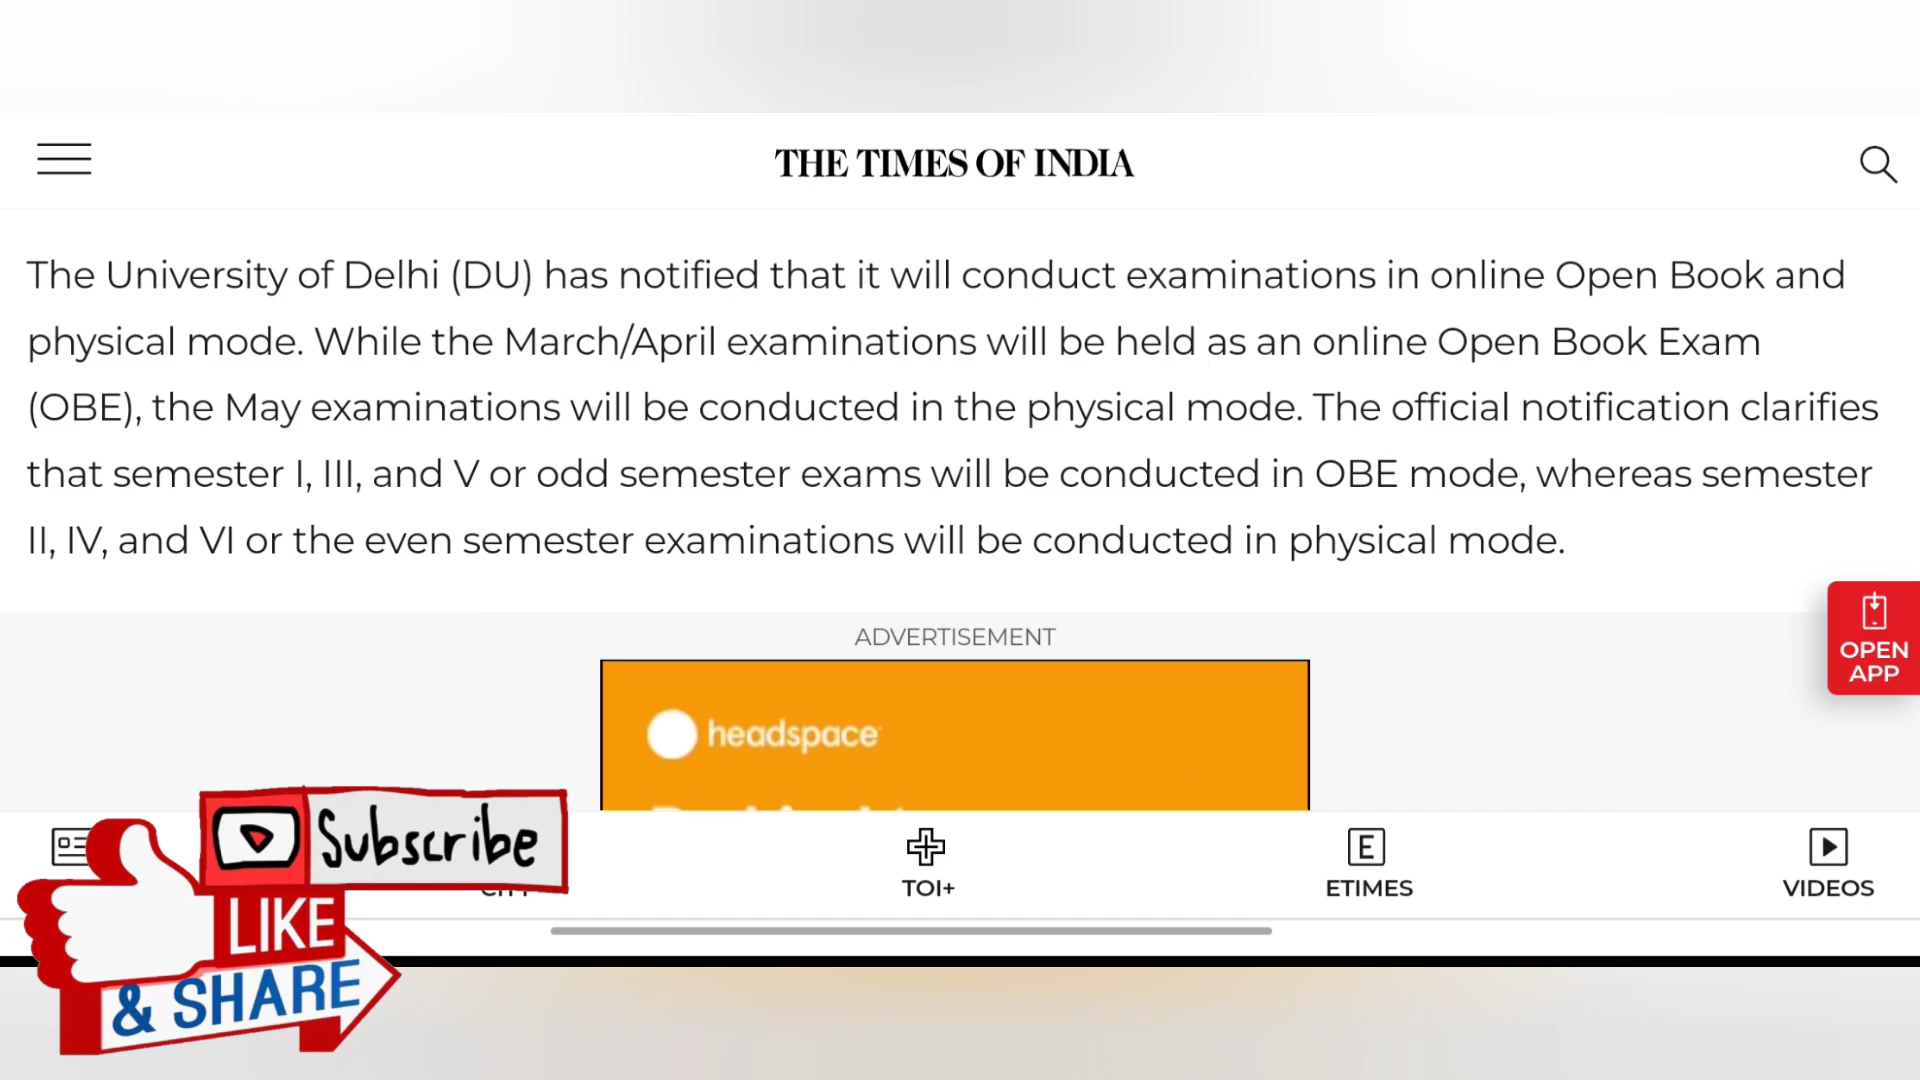 THE TIMES OF INDIA
The University of Delhi (DU) has notified that it will conduct examinations in online Open Book and
physical mode. While the March/April examinations will be held as an online Open Book Exam
(OBE), the May examinations will be conducted in the physical mode. The official notification clarifies
that semester I, III, and V or odd semester exams will be conducted in OBE mode, whereas semester
II, IV, and VI or the even semester examinations will be conducted in physical mode.
ADVERTISEMENT
OPEN
APP
headspace
Subscribe
LIKE
& SHARE
TOI+
E
ETIMES
VIDEOS